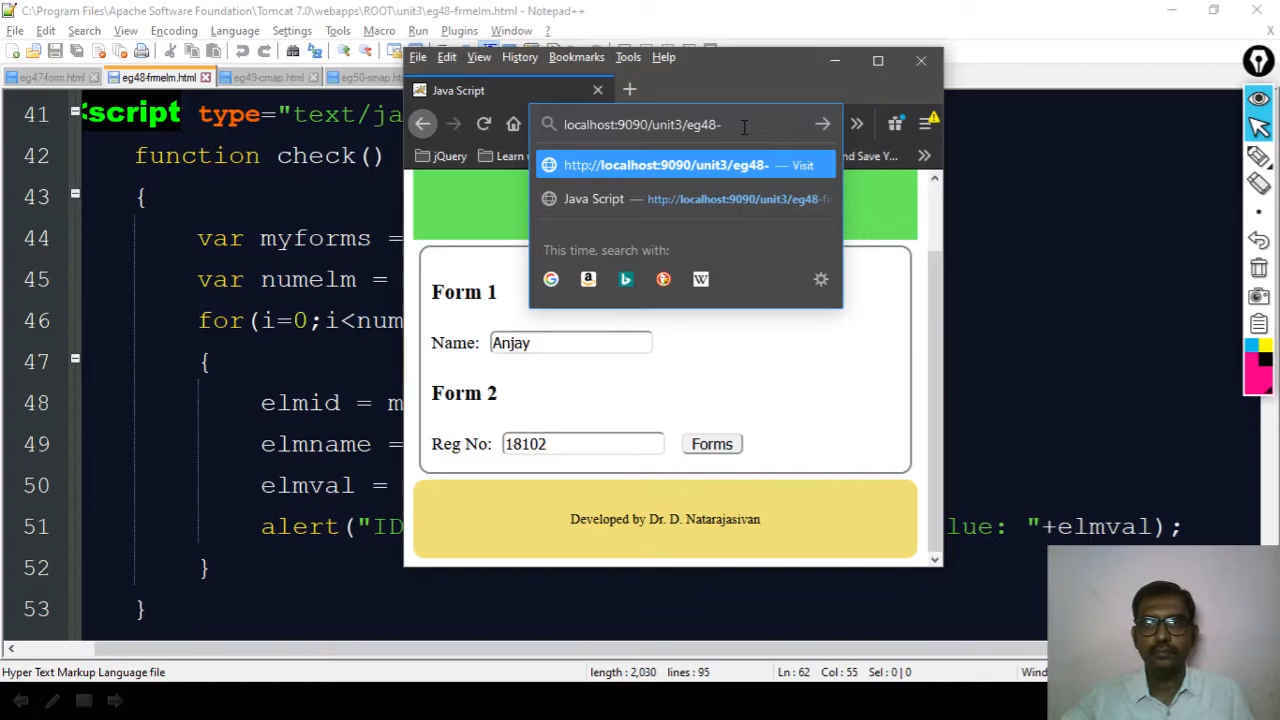 C:\Program Files\Apache Software Foundation\Tomcat 7.0\webapps\ROOT\unit3\eg48-frmelm.html - Notepad++
File Edit Search View Encoding Language Settings Tools Macro Run Plugins Window ?
X
eg47form.html eg48-frmelm.html eg49-cmap.html eg50-smap.htm
File Edit View History Bookmarks Tools Help
Java Script
localhost:9090/unit3/eg48-
jQuery Learn and Save Y...
http://localhost:9090/unit3/eg48- — Visit
Java Script — http://localhost:9090/unit3/eg48-f
This time, search with:
Form 1
Name: Anjay
Form 2
Reg No: 18102 Forms
Developed by Dr. D. Natarajasivan
41 <script type="text/ja
42 function check()
43 {
44 var myforms =
45 var numelm =
46 for(i=0;i<num
47 {
48 elmid = m
49 elmname =
50 elmval =
51 alert("ID lue: "+elmval);
52 }
53 }
Hyper Text Markup Language file length : 2,030 lines : 95 Ln : 62 Col : 55 Sel : 0 | 0 Wind